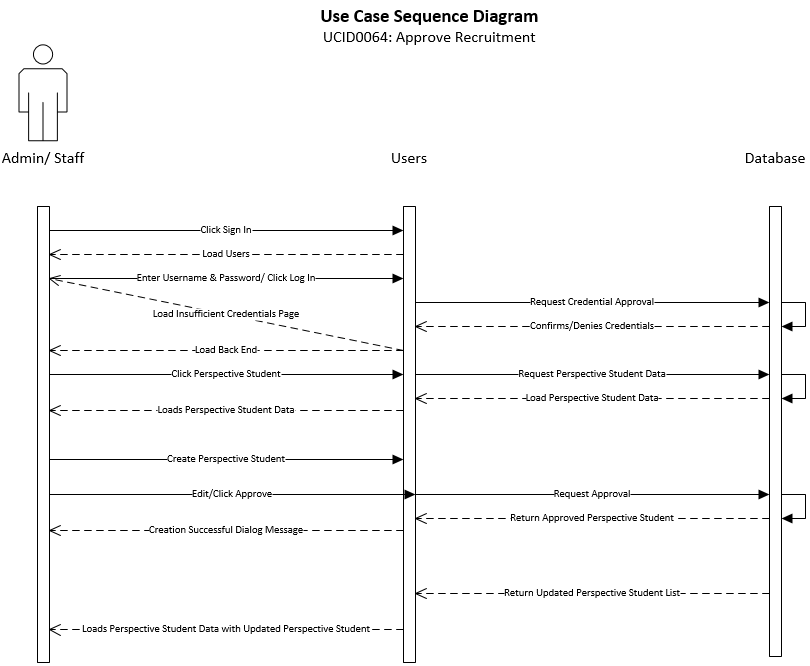 Use Case Sequence Diagram
UCID0064: Approve Recruitment
Admin/ Staff
Users
Database
Click Sign In
Load Users
Enter Username & Password/ Click Log In
Request Credential Approval
Load Insufficient Credentials Page
Confirms/Denies Credentials
Load Back End
Click Perspective Student
Request Perspective Student Data
Load Perspective Student Data
Loads Perspective Student Data
Create Perspective Student
Edit/Click Approve
Request Approval
Return Approved Perspective Student
Creation Successful Dialog Message
Return Updated Perspective Student List
Loads Perspective Student Data with Updated Perspective Student